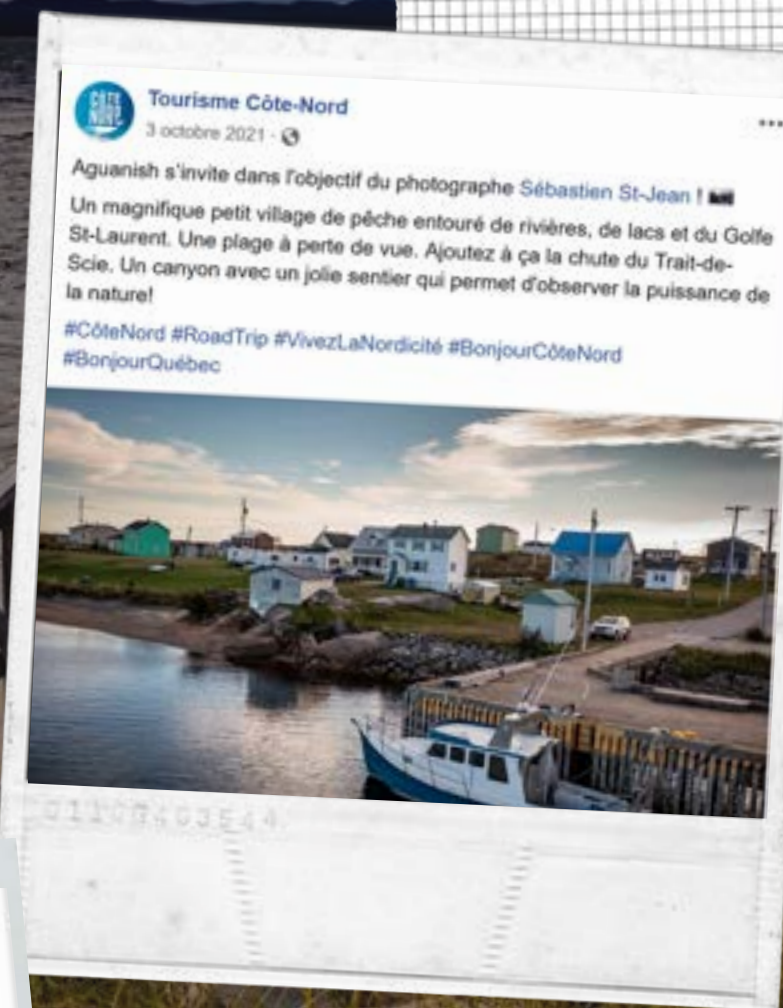 CÔTE
NORD
Tourisme Côte-Nord
3 octobre 2021 ·
Aguanish s'invite dans l'objectif du photographe Sébastien St-Jean !
Un magnifique petit village de pêche entouré de rivières, de lacs et du Golfe
St-Laurent. Une plage à perte de vue. Ajoutez à ça la chute du Trait-de-
Scie. Un canyon avec un jolie sentier qui permet d'observer la puissance de
la nature!
#CôteNord #RoadTrip #VivezLaNordicité #BonjourCôteNord
#BonjourQuébec